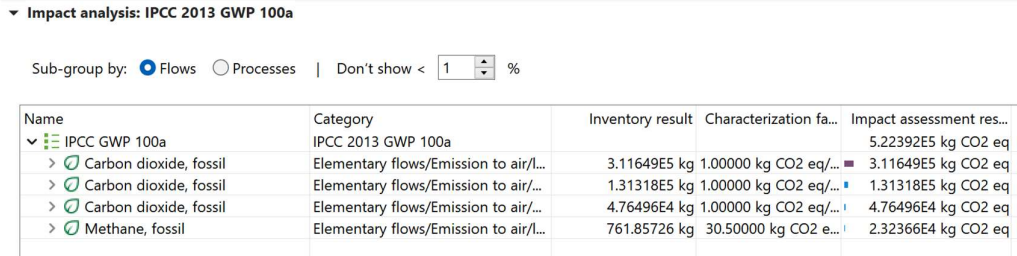 Impact analysis: IPCC 2013 GWP 100a
Sub-group by: Flows Processes | Don't show < 1 %
Name Category Inventory result Characterization fa... Impact assessment res...
IPCC GWP 100a IPCC 2013 GWP 100a 5.22392E5 kg CO2 eq
Carbon dioxide, fossil Elementary flows/Emission to air/l... 3.11649E5 kg 1.00000 kg CO2 eq/... 3.11649E5 kg CO2 eq
Carbon dioxide, fossil Elementary flows/Emission to air/... 1.31318E5 kg 1.00000 kg CO2 eq/... 1.31318E5 kg CO2 eq
Carbon dioxide, fossil Elementary flows/Emission to air/... 4.76496E4 kg 1.00000 kg CO2 eq/... 4.76496E4 kg CO2 eq
Methane, fossil Elementary flows/Emission to air/l... 761.85726 kg 30.50000 kg CO2 e... 2.32366E4 kg CO2 eq